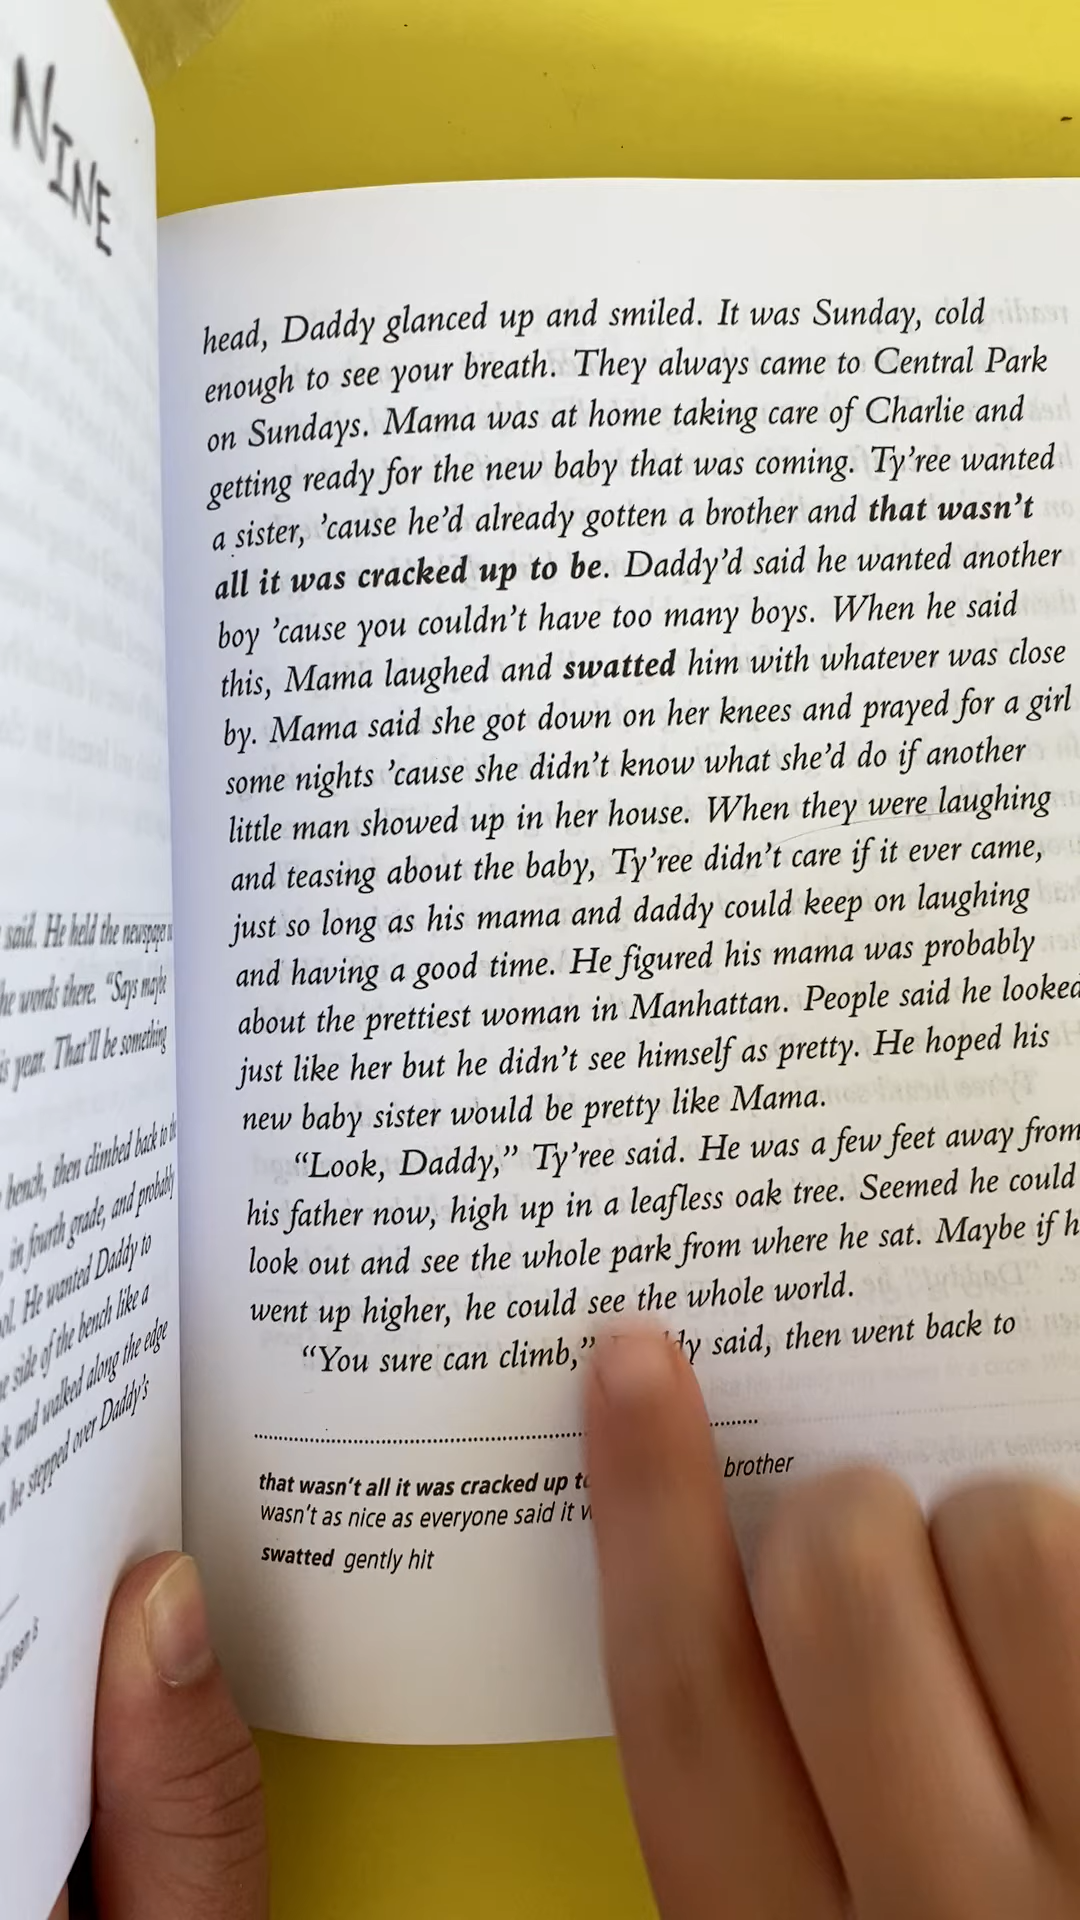 NINE
said. He held the newspaper
he words there. "Says maybe
is year. That'll be something
bench, then climbed back to the
in fourth grade, and probably
ol. He wanted Daddy to
e side of the bench like a
k and walked along the edge
n he stepped over Daddy's
head, Daddy glanced up and smiled. It was Sunday, cold
enough to see your breath. They always came to Central Park
on Sundays. Mama was at home taking care of Charlie and
getting ready for the new baby that was coming. Ty'ree wanted
a sister, 'cause he'd already gotten a brother and that wasn't
all it was cracked up to be. Daddy'd said he wanted another
boy 'cause you couldn't have too many boys. When he said
this, Mama laughed and swatted him with whatever was close
by. Mama said she got down on her knees and prayed for a girl
some nights 'cause she didn't know what she'd do if another
little man showed up in her house. When they were laughing
and teasing about the baby, Ty'ree didn't care if it ever came,
just so long as his mama and daddy could keep on laughing
and having a good time. He figured his mama was probably
about the prettiest woman in Manhattan. People said he looked
just like her but he didn't see himself as pretty. He hoped his
new baby sister would be pretty like Mama.
"Look, Daddy," Ty'ree said. He was a few feet away from
his father now, high up in a leafless oak tree. Seemed he could
look out and see the whole park from where he sat. Maybe if h
went up higher, he could see the whole world.
"You sure can climb," dy said, then went back to
that wasn't all it was cracked up to brother
wasn't as nice as everyone said it w
swatted gently hit